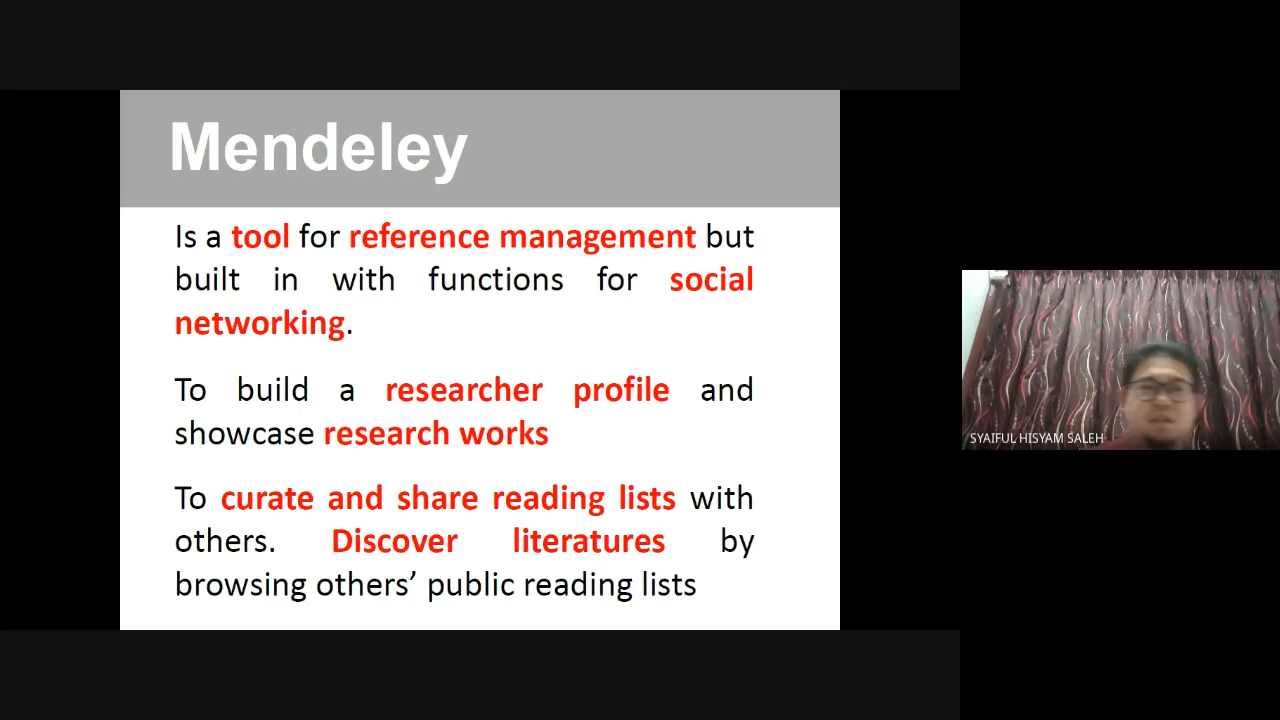 Mendeley
Is a tool for reference management but
built in with functions for social
networking.
To build a researcher profile and
showcase research works
To curate and share reading lists with
others. Discover literatures by
browsing others’ public reading lists
SYAIFUL HISYAM SALEH